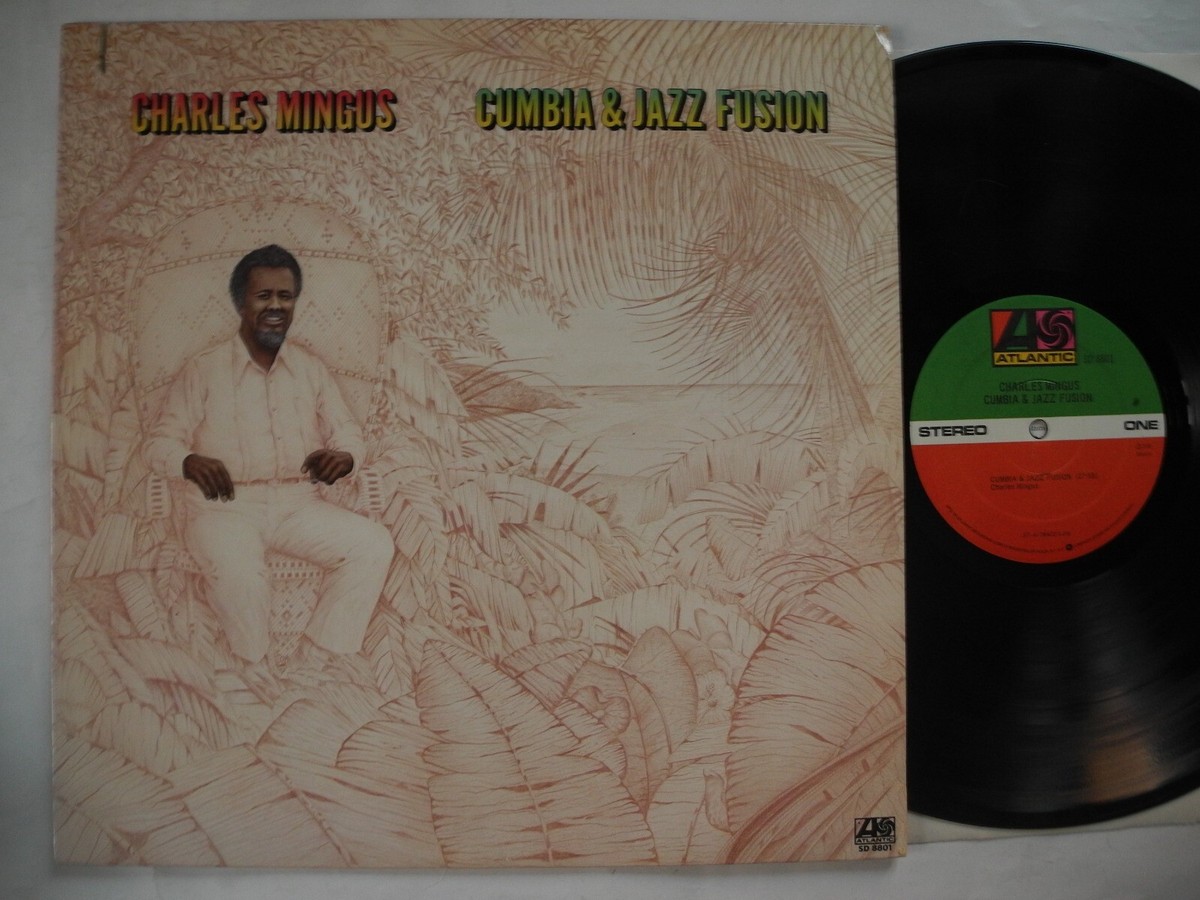 CHARLES MINGUS
CUMBIA & JAZZ FUSION
ATLANTIC
SD 8801
ATLANTIC
CHARLES MINGUS
CUMBIA & JAZZ FUSION
STEREO
ONE
CUMBIA & JAZZ FUSION
Charles Mingus